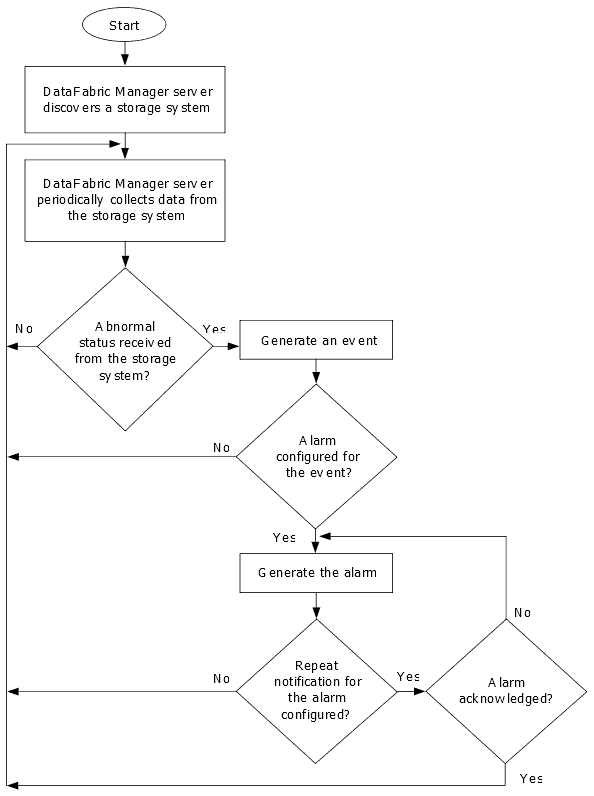 Start
DataFabric Manager server
discovers a storage system
DataFabric Manager server
periodically collects data from
the storage system
No
Abnormal
status received
from the storage
system?
Yes
Generate an event
No
Alarm
configured for
the event?
Yes
Generate the alarm
No
No
Repeat
notification for
the alarm
configured?
Yes
Alarm
acknowledged?
Yes